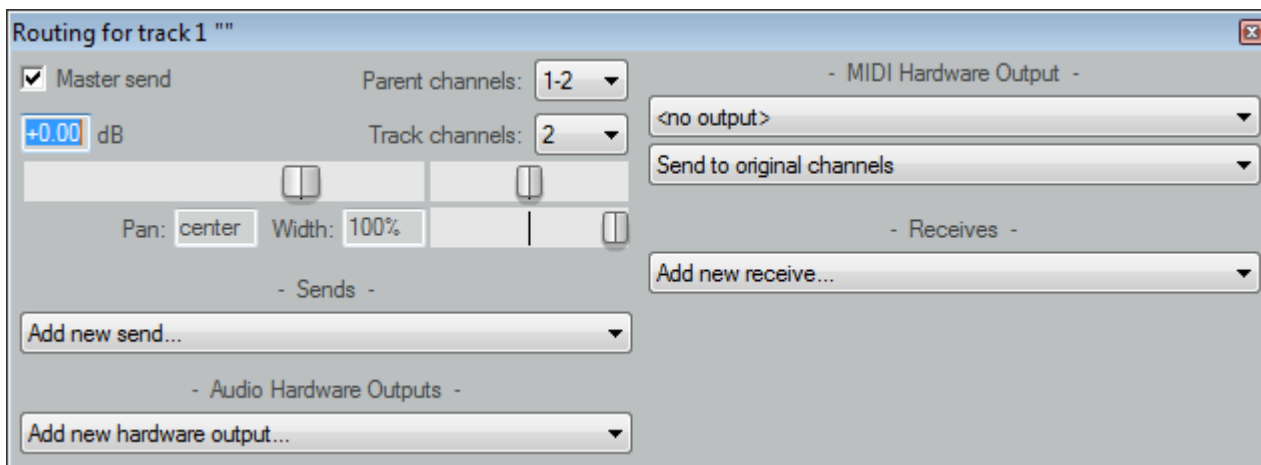 Routing for track 1 ""
Master send
Parent channels: 1-2
+0.00 dB
Track channels: 2
Pan: center Width: 100%
- Sends -
Add new send...
- Audio Hardware Outputs -
Add new hardware output...
- MIDI Hardware Output -
<no output>
Send to original channels
- Receives -
Add new receive...